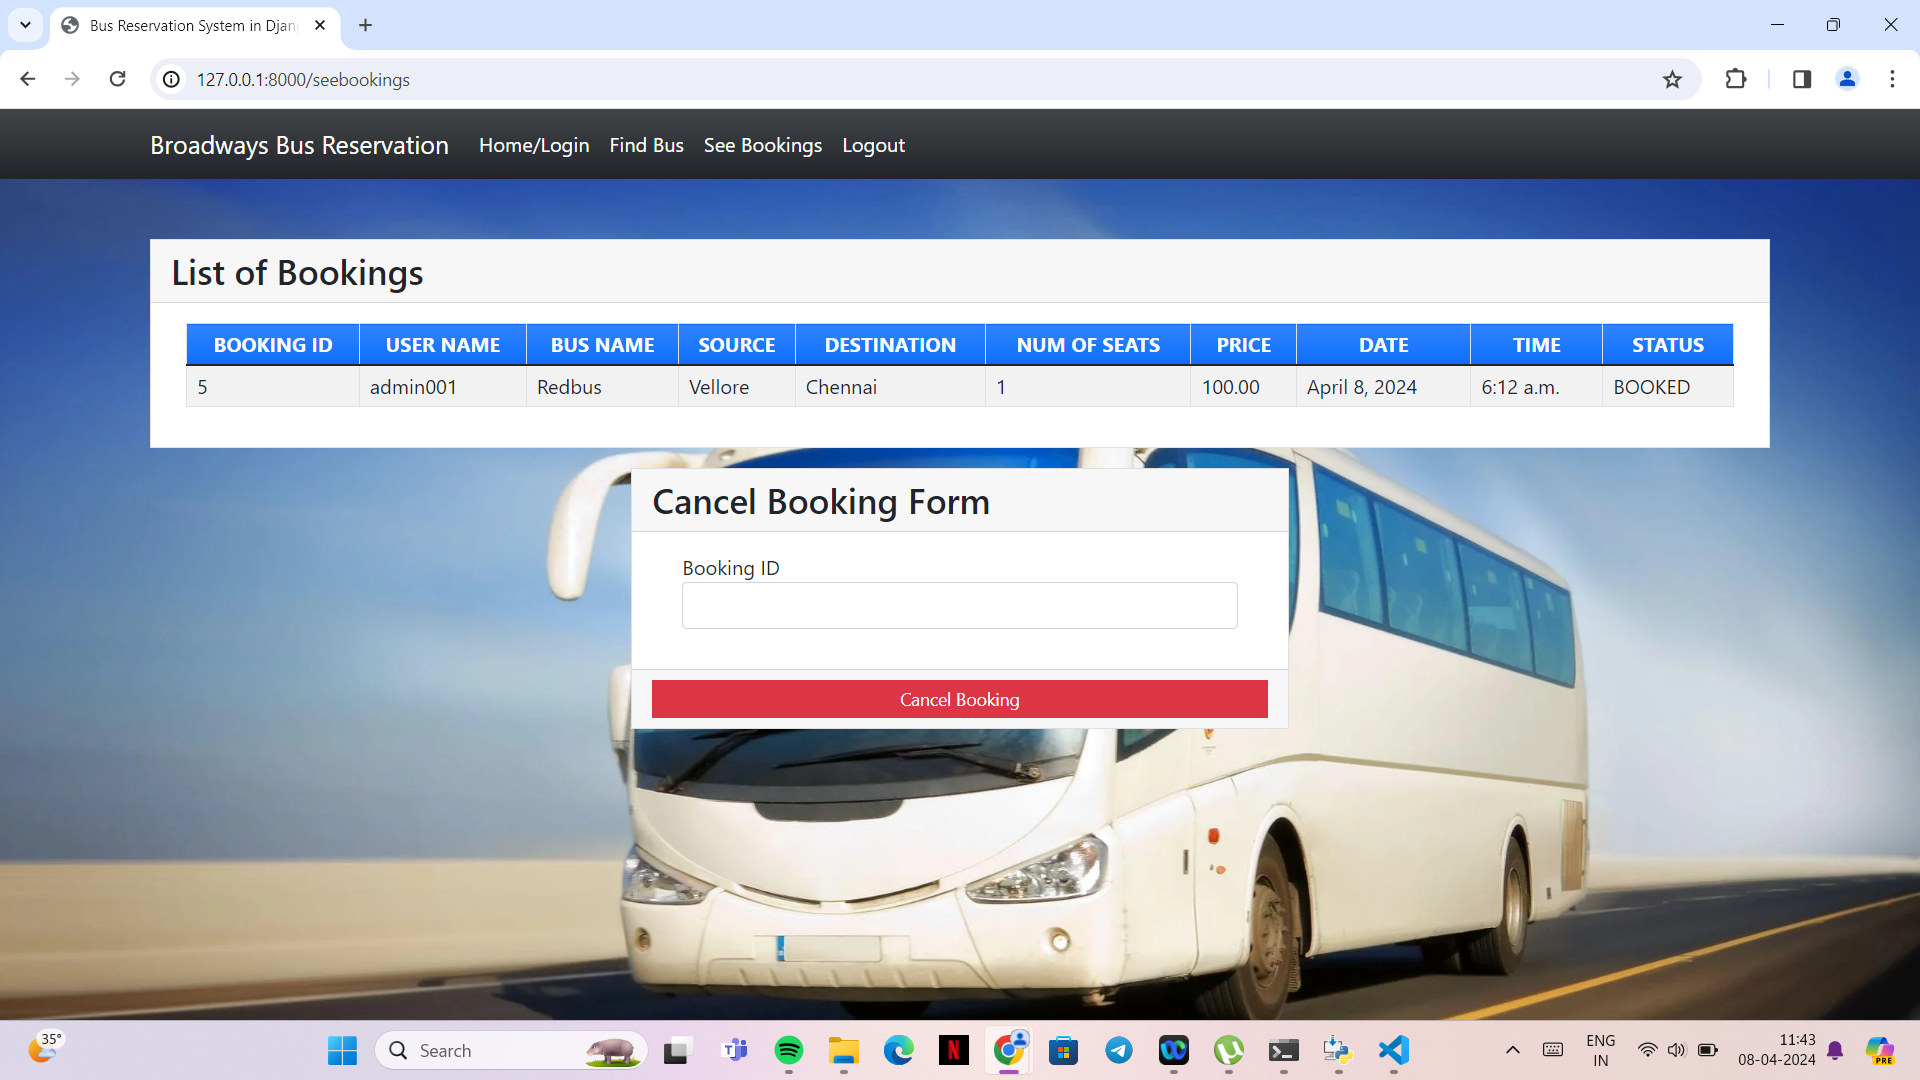 Bus Reservation System in Djan
127.0.0.1:8000/seebookings
Broadways Bus Reservation Home/Login Find Bus See Bookings Logout
List of Bookings
BOOKING ID USER NAME BUS NAME SOURCE DESTINATION NUM OF SEATS PRICE DATE TIME STATUS
5 admin001 Redbus Vellore Chennai 1 100.00 April 8, 2024 6:12 a.m. BOOKED
Cancel Booking Form
Booking ID
Cancel Booking
35°
Search
N
T
PRE
ENG
IN
11:43
08-04-2024